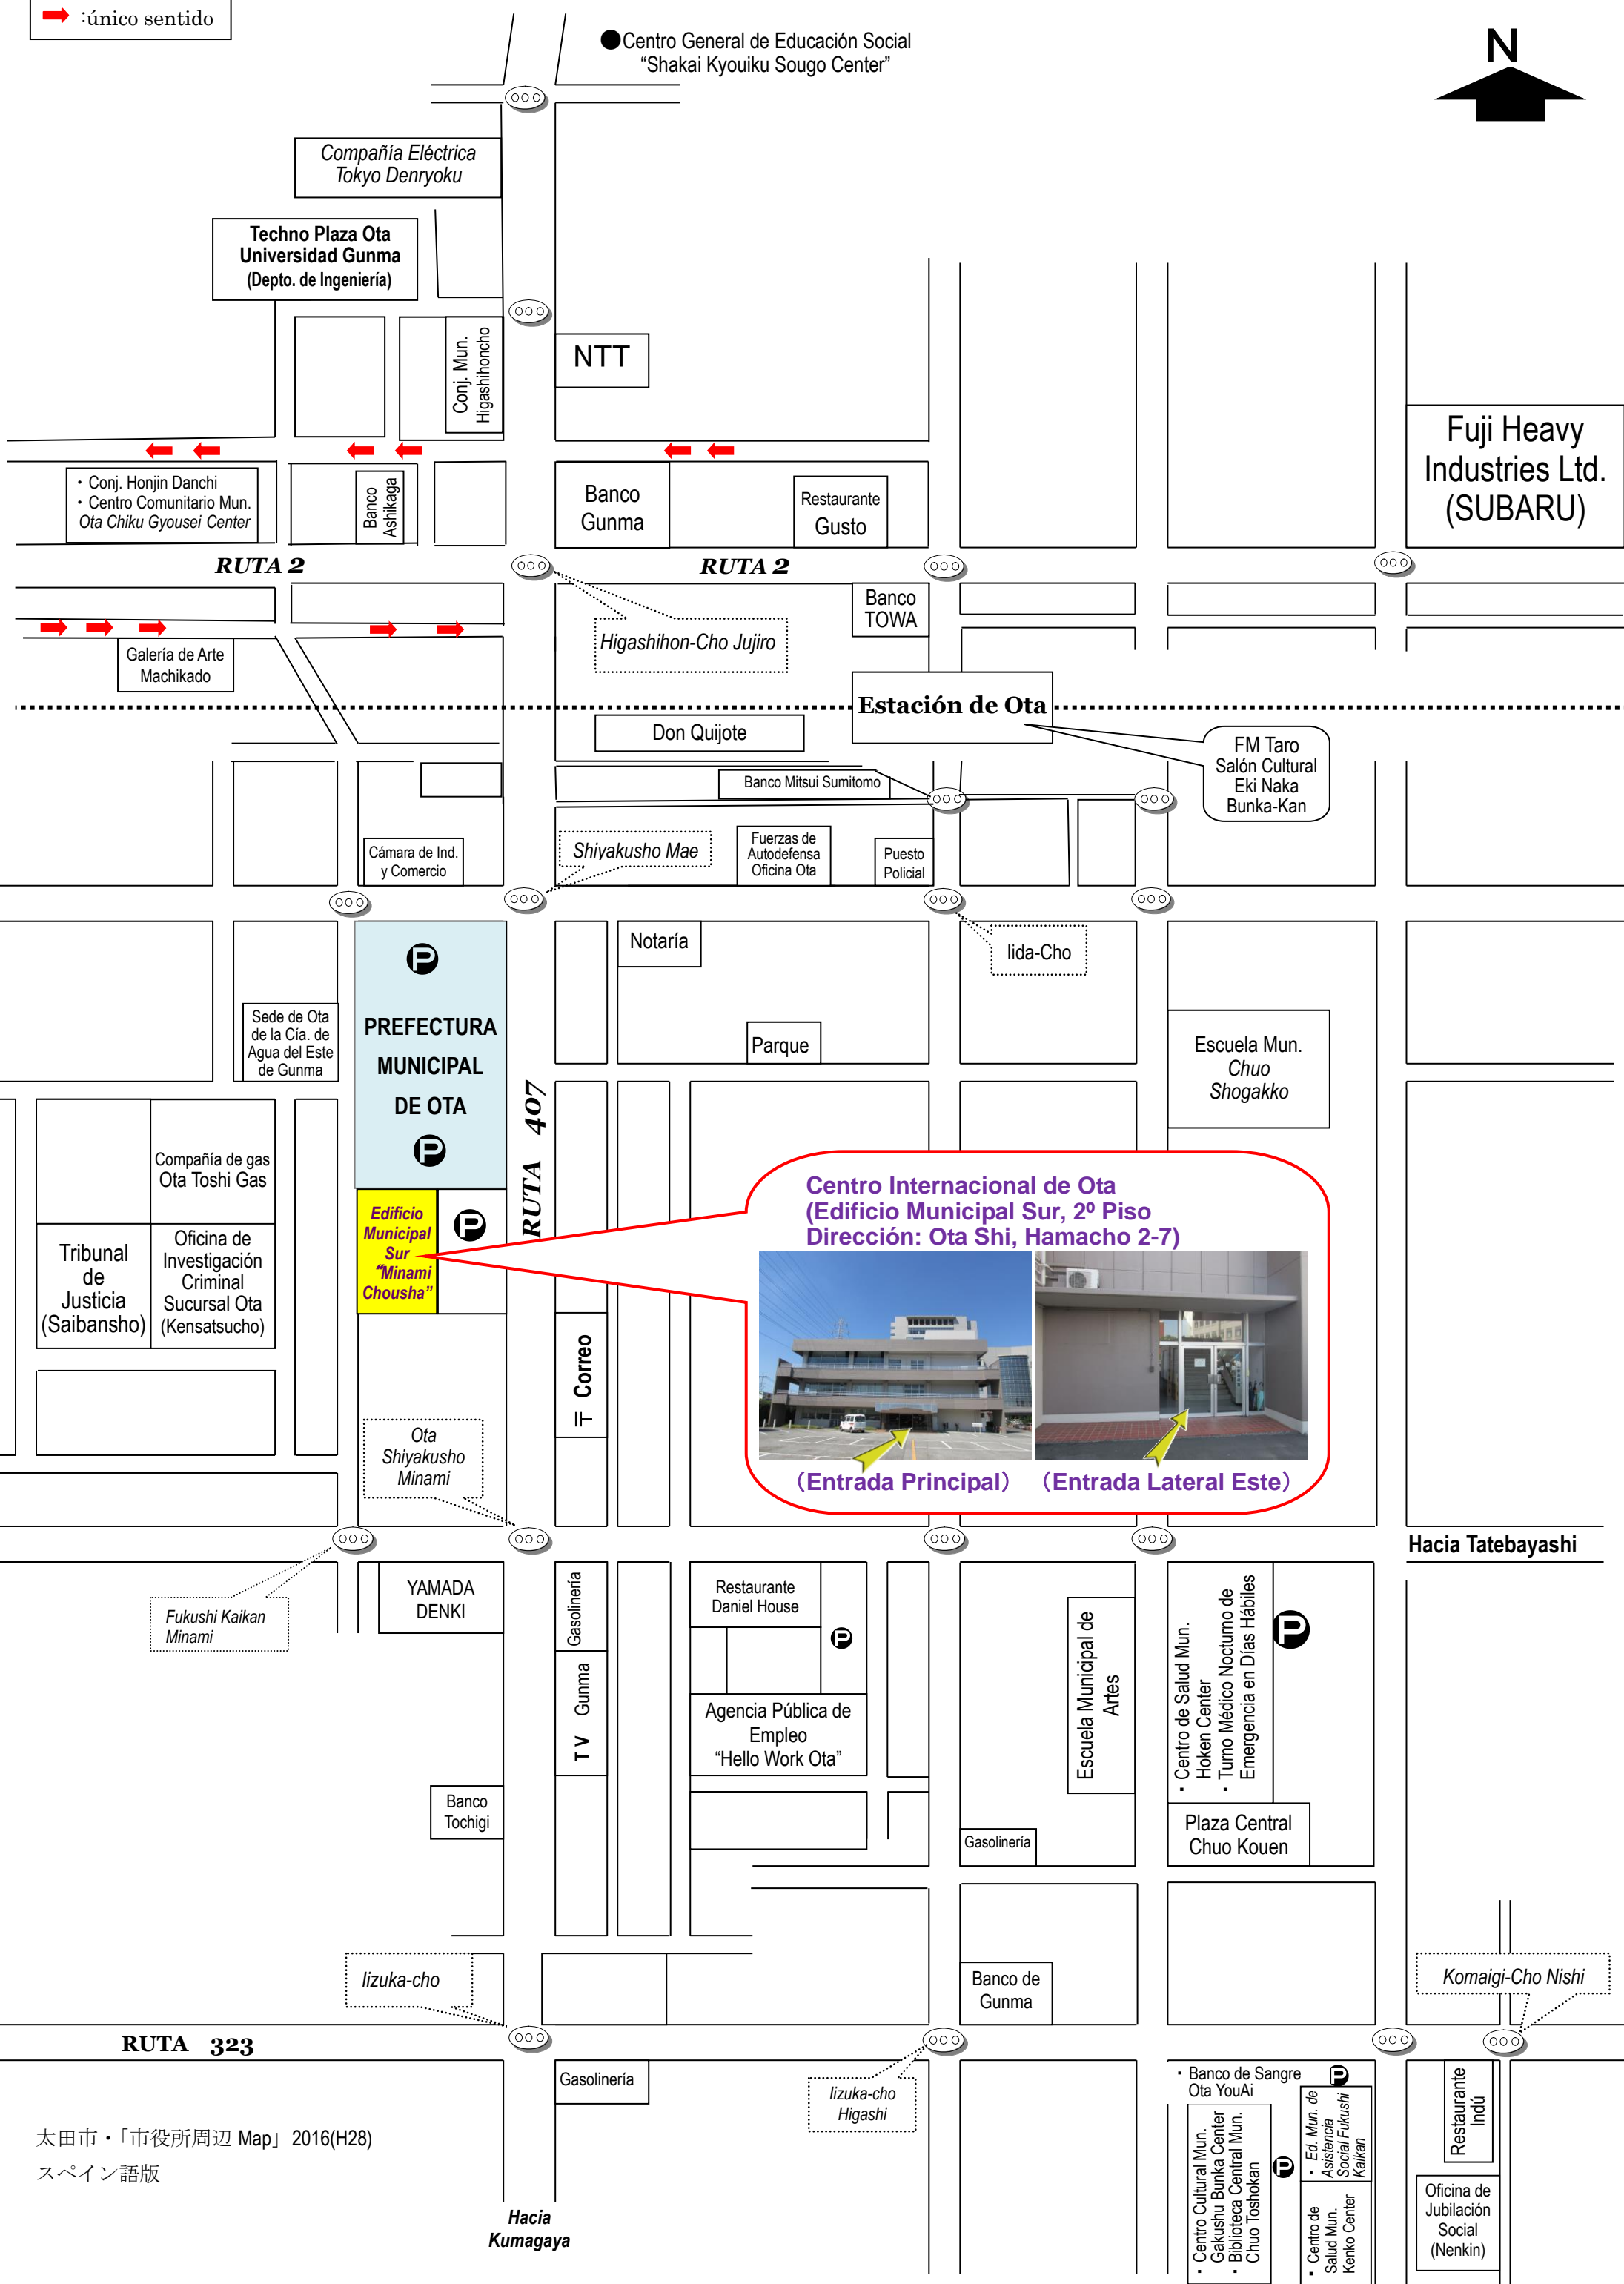 :único sentido
Centro General de Educación Social
“Shakai Kyouiku Sougo Center”
N
Compañía Eléctrica
Tokyo Denryoku
Techno Plaza Ota
Universidad Gunma
(Depto. de Ingeniería)
Conj. Mun.
Higashihoncho
NTT
Fuji Heavy
Industries Ltd.
(SUBARU)
・Conj. Honjin Danchi
・Centro Comunitario Mun.
Ota Chiku Gyousei Center
Banco
Ashikaga
Banco
Gunma
Restaurante
Gusto
RUTA 2
RUTA 2
Banco
TOWA
Higashihon-Cho Jujiro
Galería de Arte
Machikado
Estación de Ota
Don Quijote
FM Taro
Salón Cultural
Eki Naka
Bunka-Kan
Banco Mitsui Sumitomo
Cámara de Ind.
y Comercio
Shiyakusho Mae
Fuerzas de
Autodefensa
Oficina Ota
Puesto
Policial
P
Notaría
Iida-Cho
Sede de Ota
de la Cía. de
Agua del Este
de Gunma
PREFECTURA
MUNICIPAL
DE OTA
P
Parque
Escuela Mun.
Chuo
Shogakko
RUTA 407
Compañía de gas
Ota Toshi Gas
Edificio
Municipal
Sur
“Minami
Chousha”
P
Centro Internacional de Ota
(Edificio Municipal Sur, 2º Piso
Dirección: Ota Shi, Hamacho 2-7)
Tribunal
de
Justicia
(Saibansho)
Oficina de
Investigación
Criminal
Sucursal Ota
(Kensatsucho)
〒 Correo
（Entrada Principal）
（Entrada Lateral Este）
Ota
Shiyakusho
Minami
Hacia Tatebayashi
Fukushi Kaikan
Minami
YAMADA
DENKI
Gasolinería
Restaurante
Daniel House
P
TV Gunma
Agencia Pública de
Empleo
“Hello Work Ota”
Escuela Municipal de
Artes
・Centro de Salud Mun.
Hoken Center
・Turno Médico Nocturno de
Emergencia en Días Hábiles
P
Banco
Tochigi
Gasolinería
Plaza Central
Chuo Kouen
Iizuka-cho
Banco de
Gunma
Komaigi-Cho Nishi
RUTA 323
Gasolinería
Iizuka-cho
Higashi
・Banco de Sangre
Ota YouAi
P
・Centro Cultural Mun.
Gakushu Bunka Center
・Biblioteca Central Mun.
Chuo Toshokan
P
・Ed. Mun. de
Asistencia
Social Fukushi
Kaikan
・Centro de
Salud Mun.
Kenko Center
Restaurante
Indú
Oficina de
Jubilación
Social
(Nenkin)
太田市・「市役所周辺 Map」 2016(H28)
スペイン語版
Hacia
Kumagaya